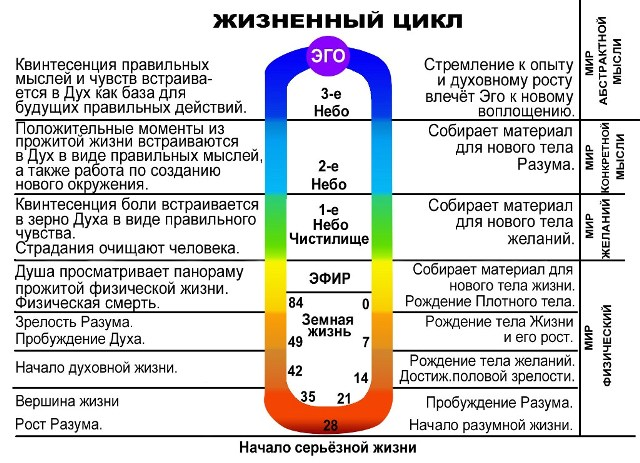 ЖИЗНЕННЫЙ ЦИКЛ
ЭГО
Квинтесенция правильных
мыслей и чувств встраива-
ется в Дух как база для
будущих правильных действий.
3-е
Небо
Стремление к опыту
и духовному росту
влечёт Эго к новому
воплощению.
МИР
АБСТРАКТНОЙ
МЫСЛИ
Положительные моменты из
прожитой жизни встраиваются
в Дух в виде правильных мыслей,
а также работа по созданию
нового окружения.
2-е
Небо
Собирает материал
для нового тела
Разума.
МИР
КОНКРЕТНОЙ
МЫСЛИ
Квинтесенция боли встраивается
в зерно Духа в виде правильного
чувства.
Страдания очищают человека.
1-е
Небо
Чистилище
Собирает материал
для нового тела
желаний.
МИР
ЖЕЛАНИЙ
Душа просматривает панораму
прожитой физической жизни.
Физическая смерть.
ЭФИР
84 0
Собирает материал для
нового тела жизни.
Рождение Плотного тела.
МИР
ФИЗИЧЕСКИЙ
Зрелость Разума.
Пробуждение Духа.
Земная
жизнь
49 7
Рождение тела Жизни
и его рост.
Начало духовной жизни.
42 14
Рождение тела желаний.
Достиж.половой зрелости.
Вершина жизни
35 21
Пробуждение Разума.
Рост Разума.
28
Начало разумной жизни.
Начало серьёзной жизни